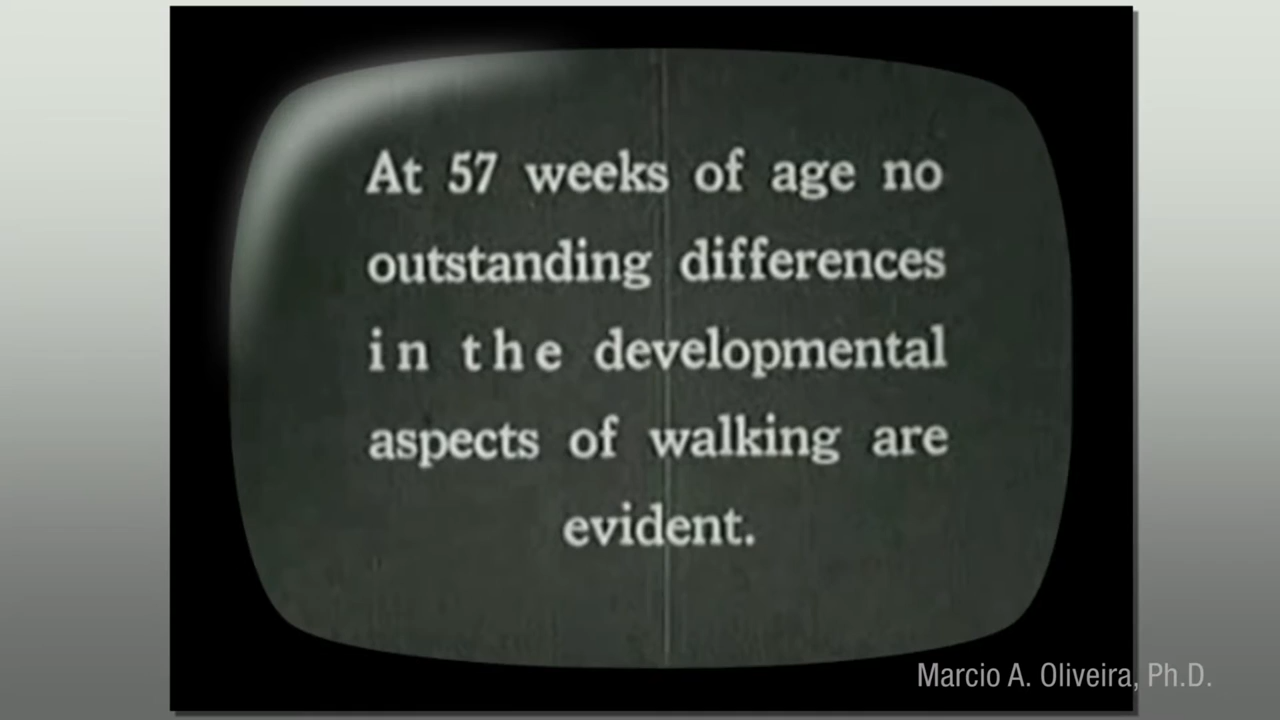 At 57 weeks of age no
outstanding differences
in the developmental
aspects of walking are
evident.
Marcio A. Oliveira, Ph.D.